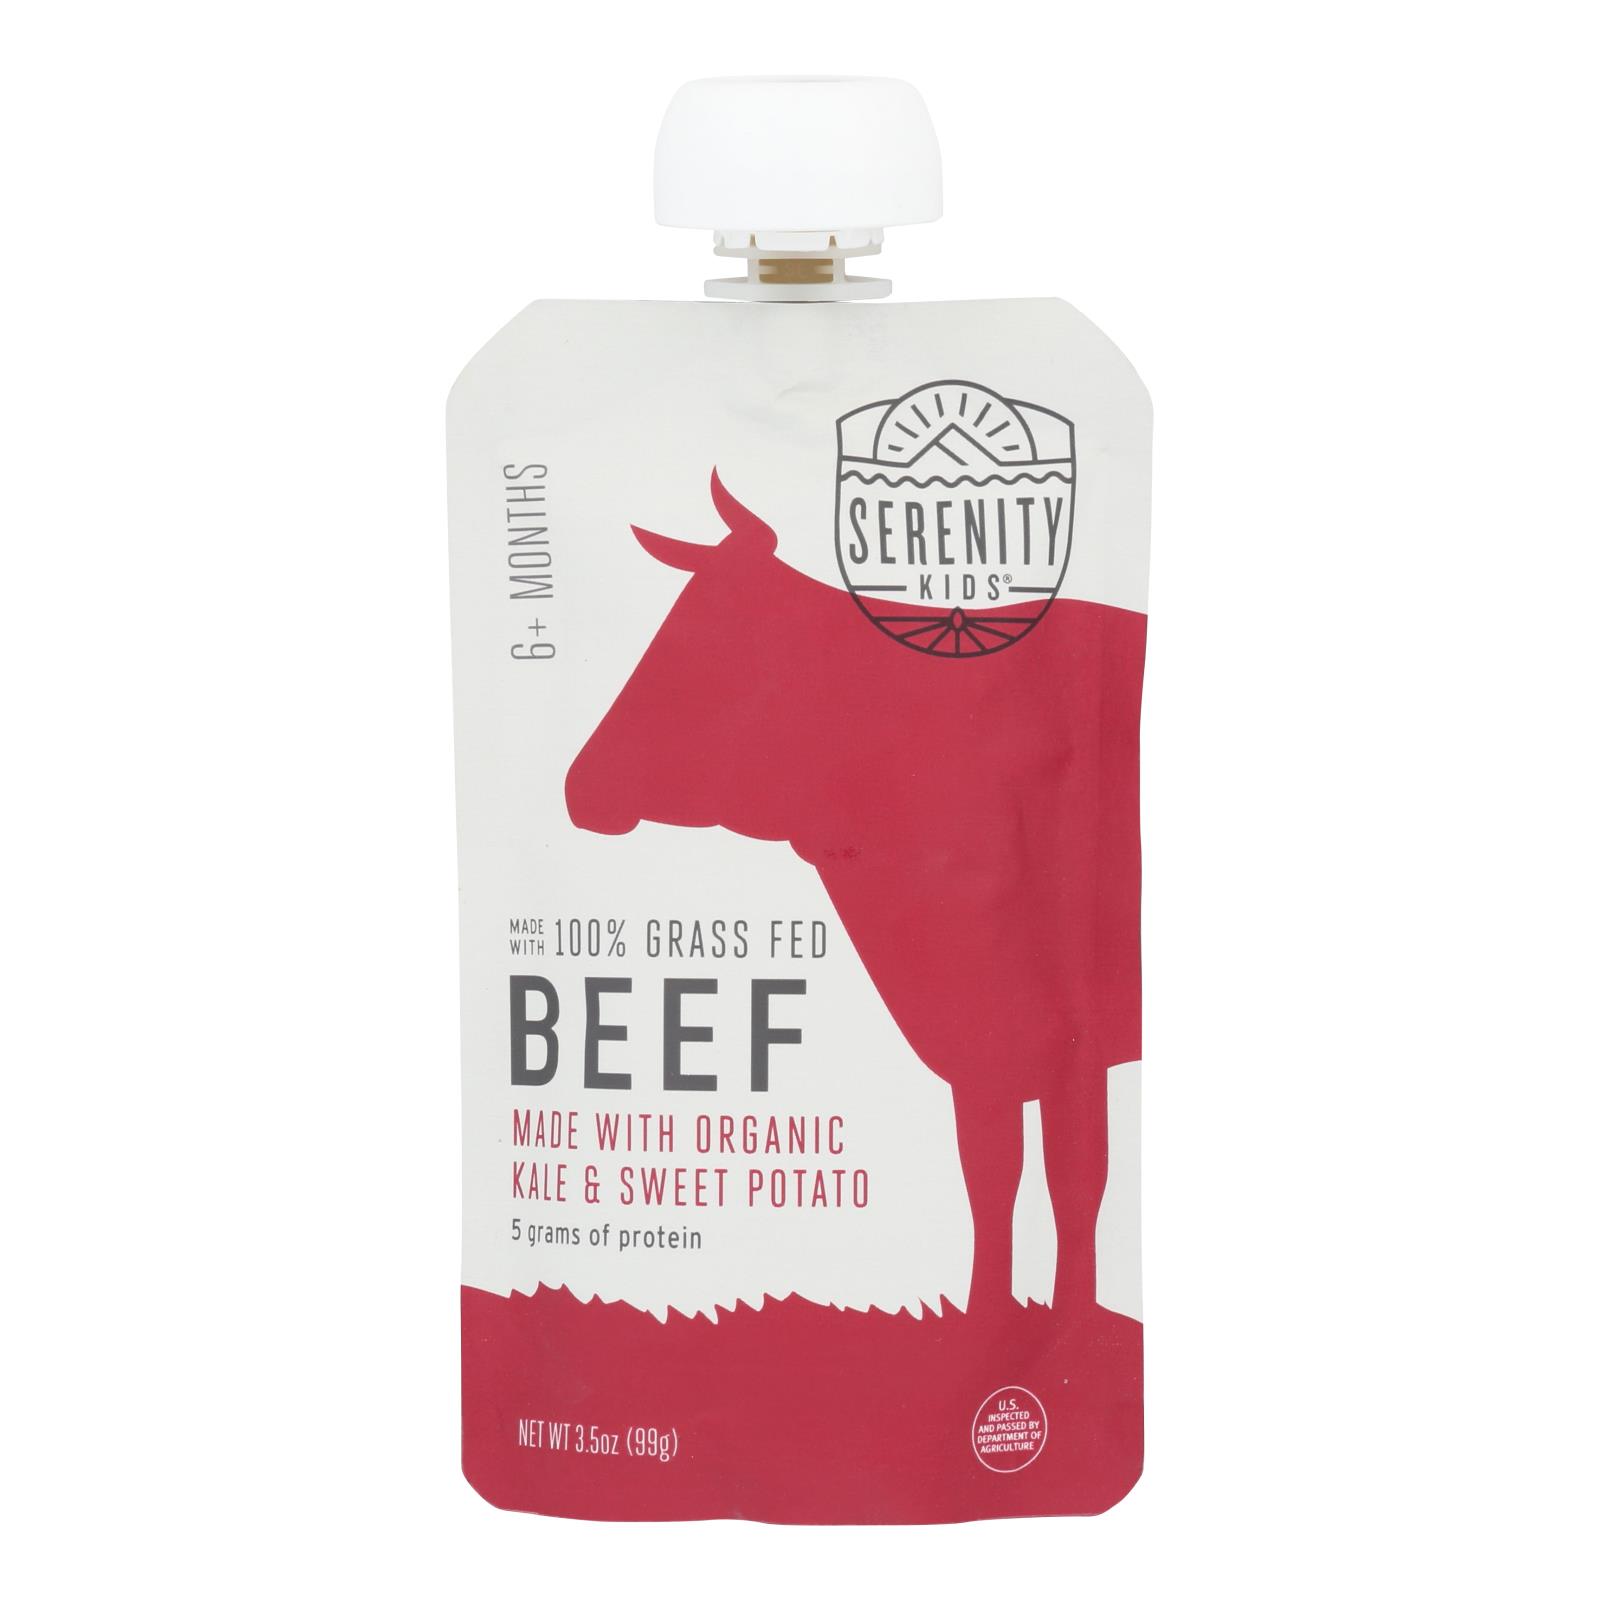 6+ MONTHS
SERENITY
KIDS®
MADE
WITH 100% GRASS FED
BEEF
MADE WITH ORGANIC
KALE & SWEET POTATO
5 grams of protein
NET WT 3.5oz (99g)
U.S.
INSPECTED
AND PASSED BY
DEPARTMENT OF
AGRICULTURE